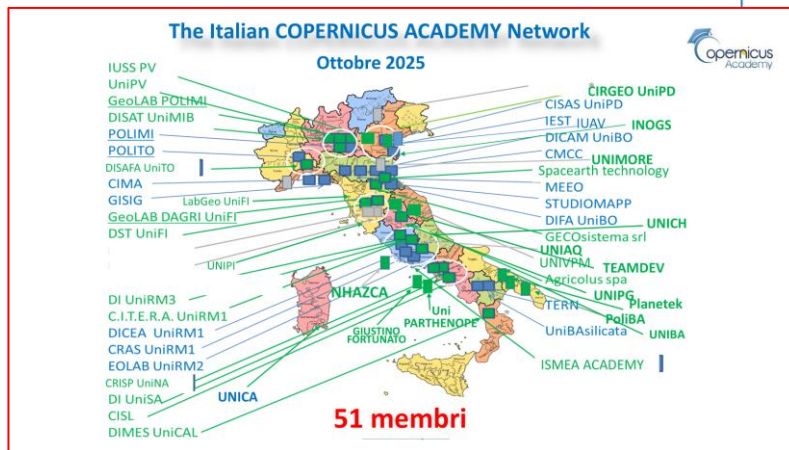 The Italian COPERNICUS ACADEMY Network
Ottobre 2025
opernicus
Academy
IUSS PV
UniPV
GeoLAB POLIMI
DISAT UniMIB
POLIMI
POLITO
DISAFA UniTO
CIMA
GISIG
LabGeo UniFI
GeoLAB DAGRI UniFI
DST UniFI
UNIPI
DI UniRM3
C.I.T.E.R.A. UniRM1
DICEA UniRM1
CRAS UniRM1
EOLAB UniRM2
CRISP UniNA
DI UniSA
CISL
DIMES UniCAL
UNICA
NHAZCA
GIUSTINO
FORTUNATO
Uni
PARTHENOPE
CIRGEO UniPD
CISAS UniPD
IEST IUAV
INOGS
DICAM UniBO
CMCC
UNIMORE
Spacearth technology
MEEO
STUDIOMAPP
DIFA UniBO
UNICH
GECOsistema srl
UNIAQ
UNIVPM
TEAMDEV
Agricolus spa
UNIPG
Planetek
TERN
PoliBA
UNIBA
UniBAsilicata
ISMEA ACADEMY
51 membri